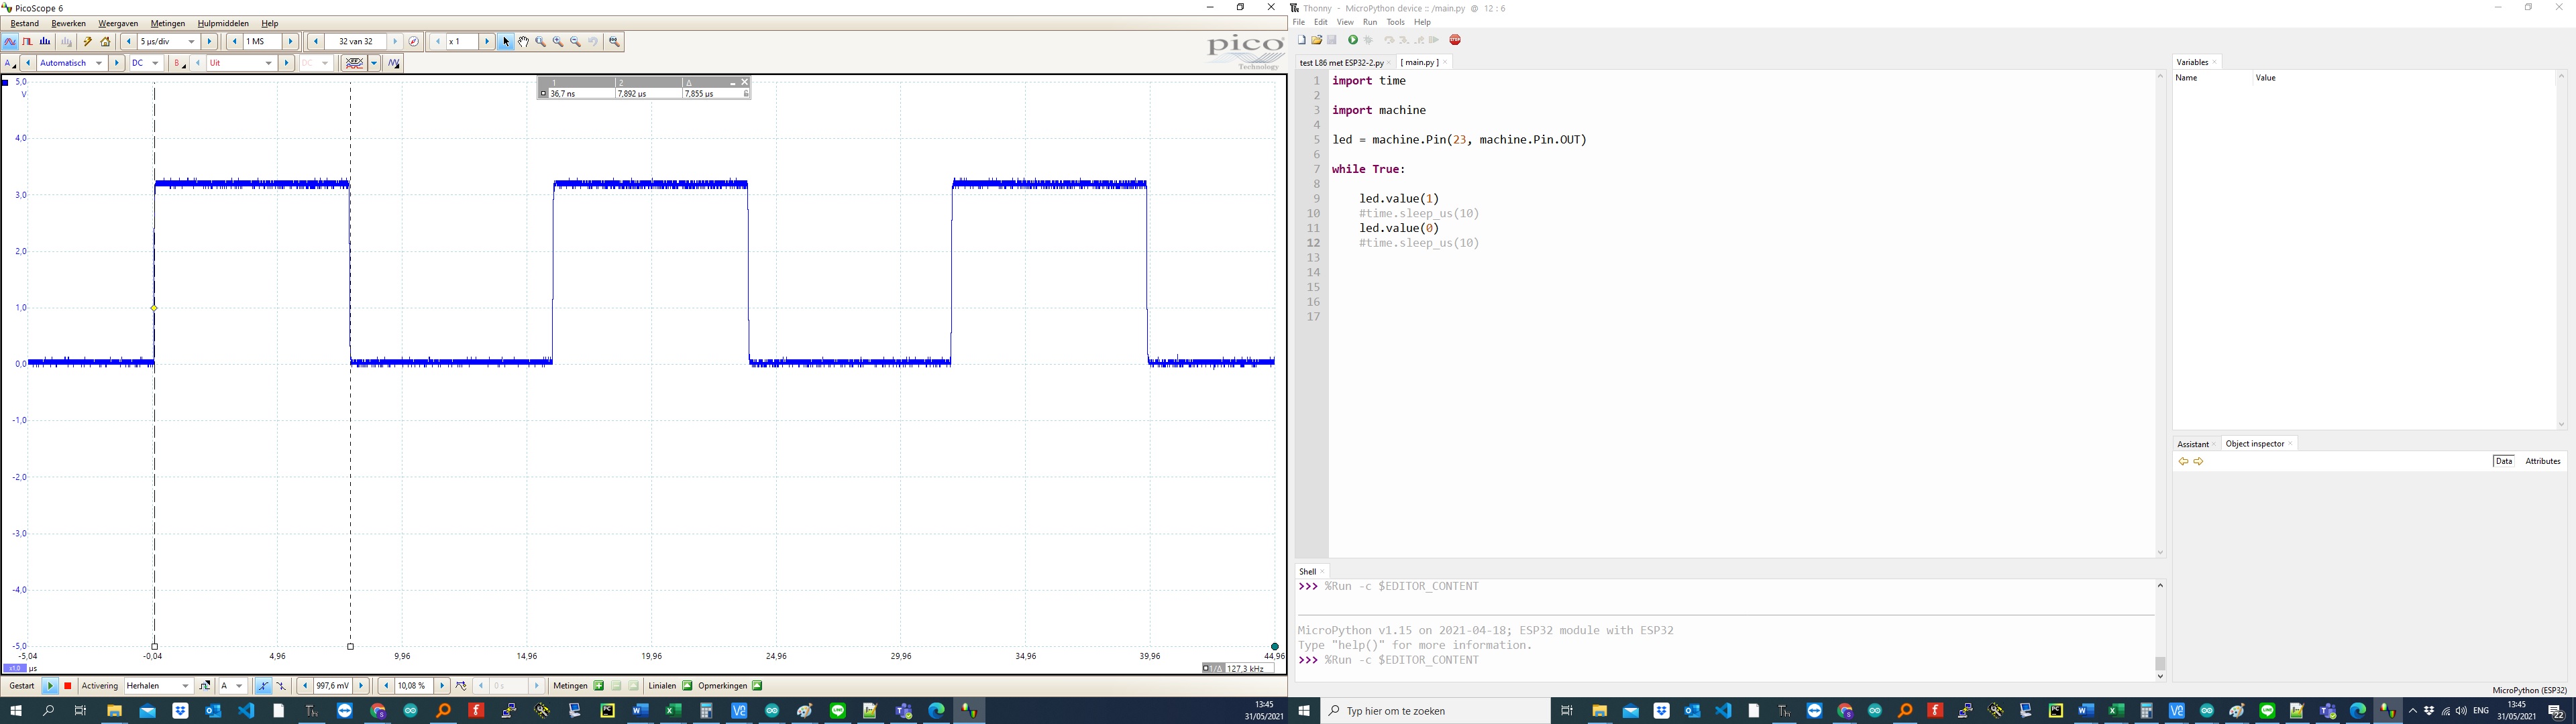 PicoScope 6
Bestand Bewerken Weergaven Metingen Hulpmiddelen Help
5 µs/div 1 MS 32 van 32 x 1
A Automatisch DC B Uit DC
pico
Technology
1 2 Δ
36,7 ns 7,892 µs 7,855 µs
5,0
V
4,0
3,0
2,0
1,0
0,0
-1,0
-2,0
-3,0
-4,0
-5,0
-5,04 -0,04 4,96 9,96 14,96 19,96 24,96 29,96 34,96 39,96 44,96
x1,0 µs
1/Δ 127,3 kHz
Gestart Activering Herhalen A 997,6 mV 10,08 % 0 s Metingen Linialen Opmerkingen
13:45
31/05/2021
Thonny - MicroPython device :: /main.py @ 12 : 6
File Edit View Run Tools Help
STOP
test L86 met ESP32-2.py [ main.py ]
1 import time
2
3 import machine
4
5 led = machine.Pin(23, machine.Pin.OUT)
6
7 while True:
8
9 led.value(1)
10 #time.sleep_us(10)
11 led.value(0)
12 #time.sleep_us(10)
13
14
15
16
17
Shell
>>> %Run -c $EDITOR_CONTENT
MicroPython v1.15 on 2021-04-18; ESP32 module with ESP32
Type "help()" for more information.
>>> %Run -c $EDITOR_CONTENT
Variables
Name Value
Assistant Object inspector
Data Attributes
MicroPython (ESP32)
Typ hier om te zoeken
ENG
13:45
31/05/2021